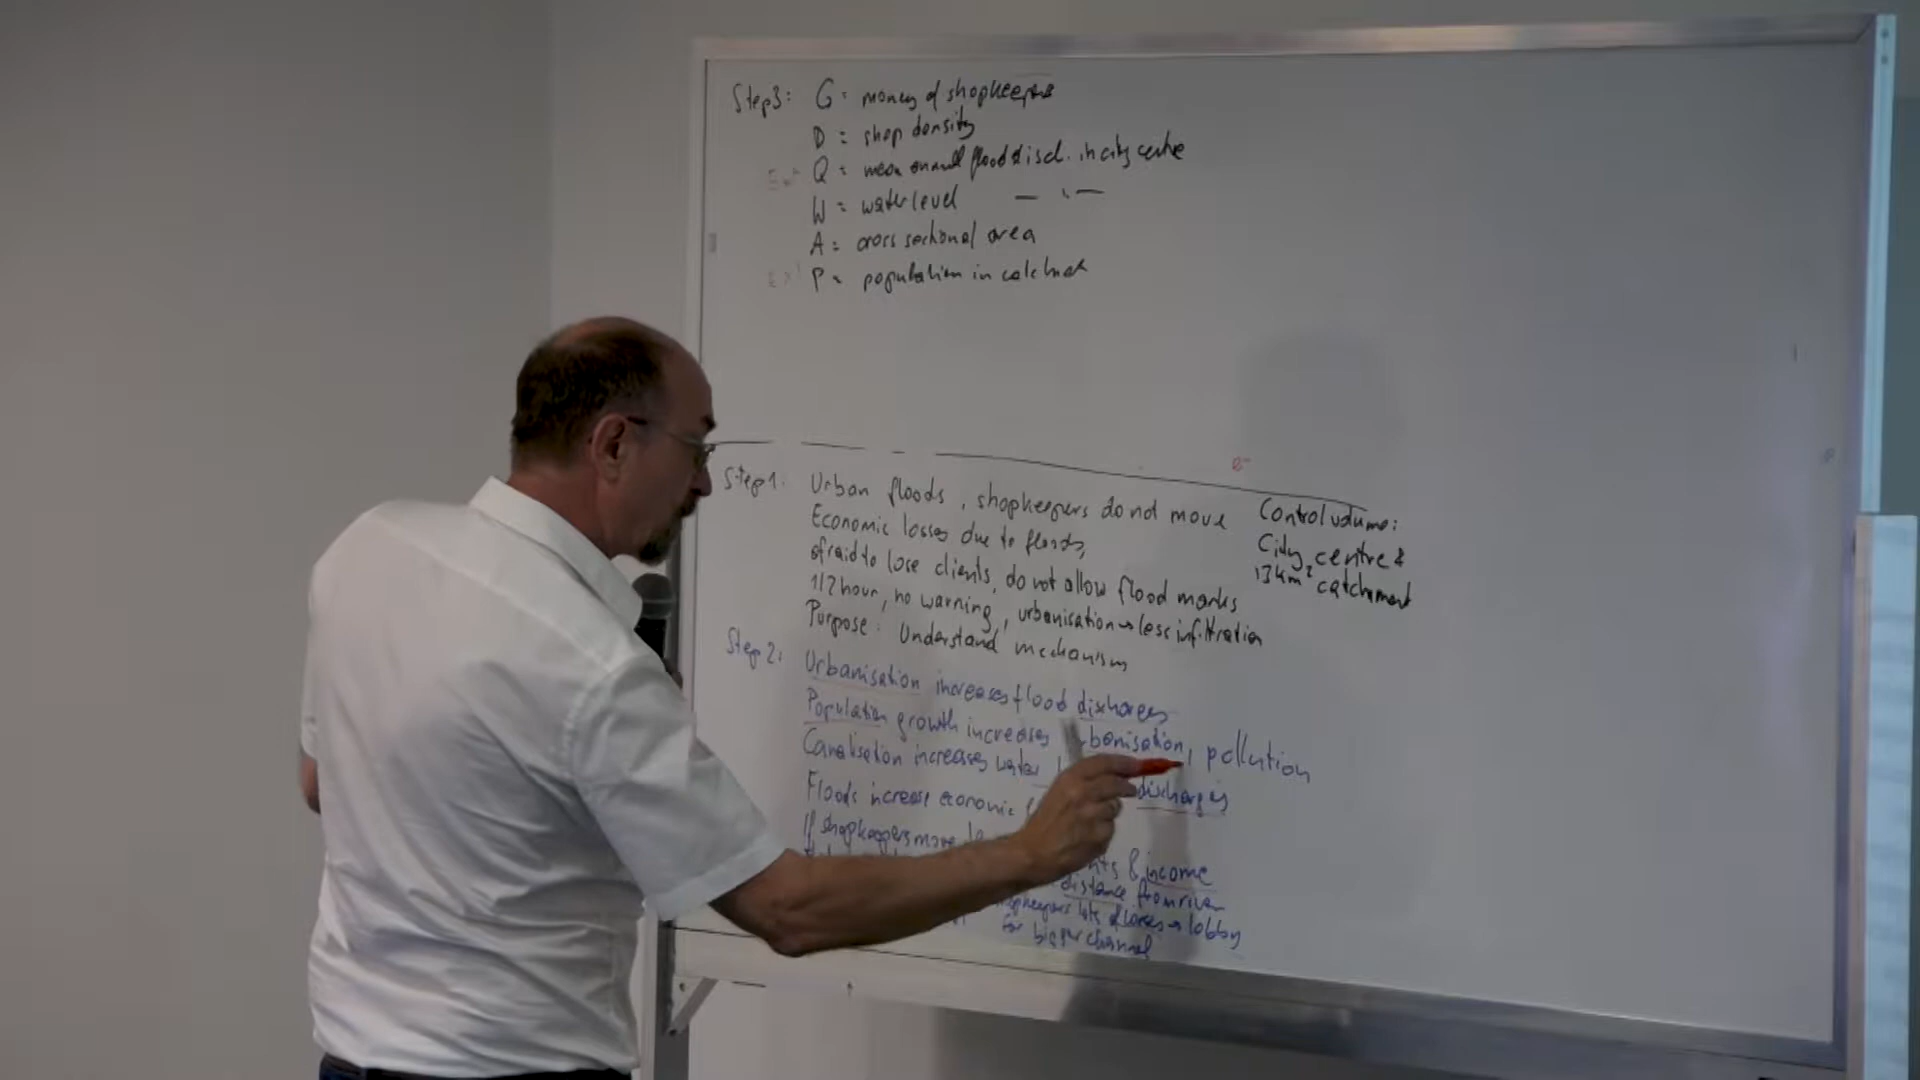 Step3: G = money of shopkeepers
D = shop density
Q = mean annual flood disch. in city centre
W = water level — " —
A = cross sectional area
P = population in catchment
Step1: Urban floods, shopkeepers do not move
Economic losses due to floods,
afraid to lose clients, do not allow flood marks
1/2 hour, no warning, urbanisation → less infiltration
Purpose: Understand mechanism
Control volume:
City centre &
13 km² catchment
Step2: Urbanisation increases flood discharges
Population growth increases urbanisation, pollution
Canalisation increases water discharges
Floods increase economic
If shopkeepers move
& income
distance from river
shopkeepers lots of losses → lobby
for bigger channel